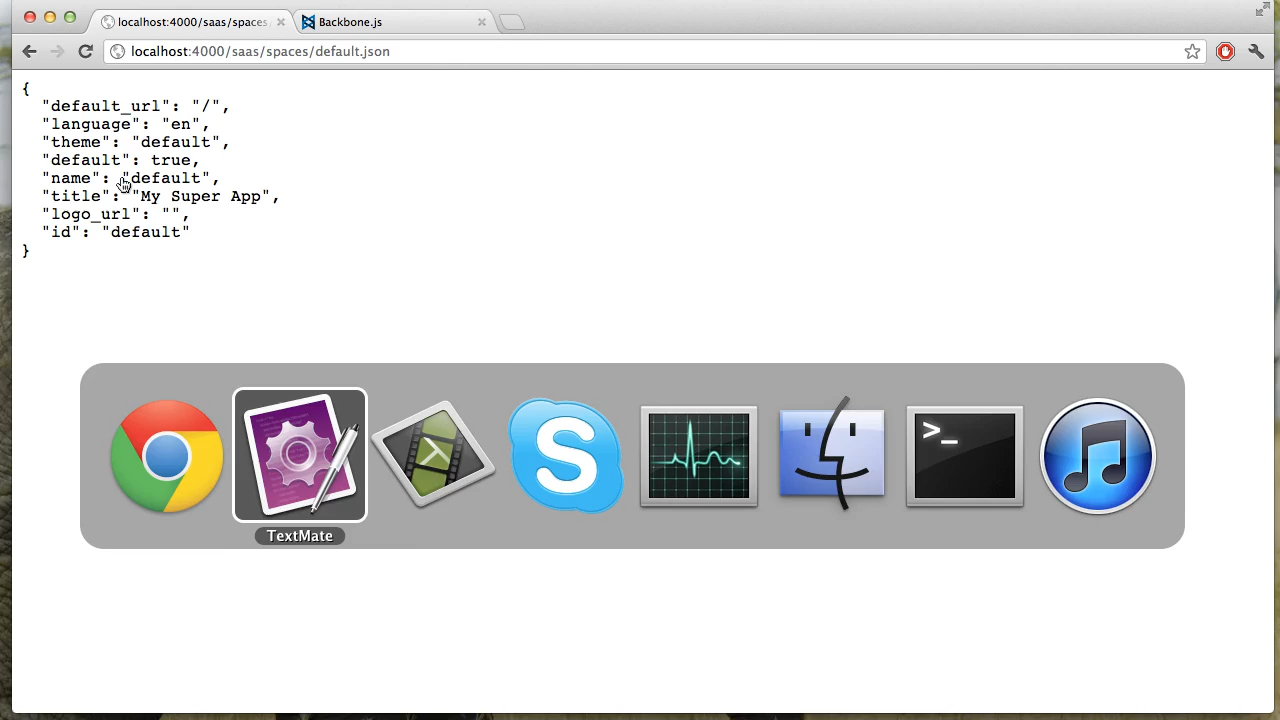 localhost:4000/saas/spaces
Backbone.js
localhost:4000/saas/spaces/default.json
{
"default_url": "/",
"language": "en",
"theme": "default",
"default": true,
"name": "default",
"title": "My Super App",
"logo_url": "",
"id": "default"
}
S
>_
TextMate